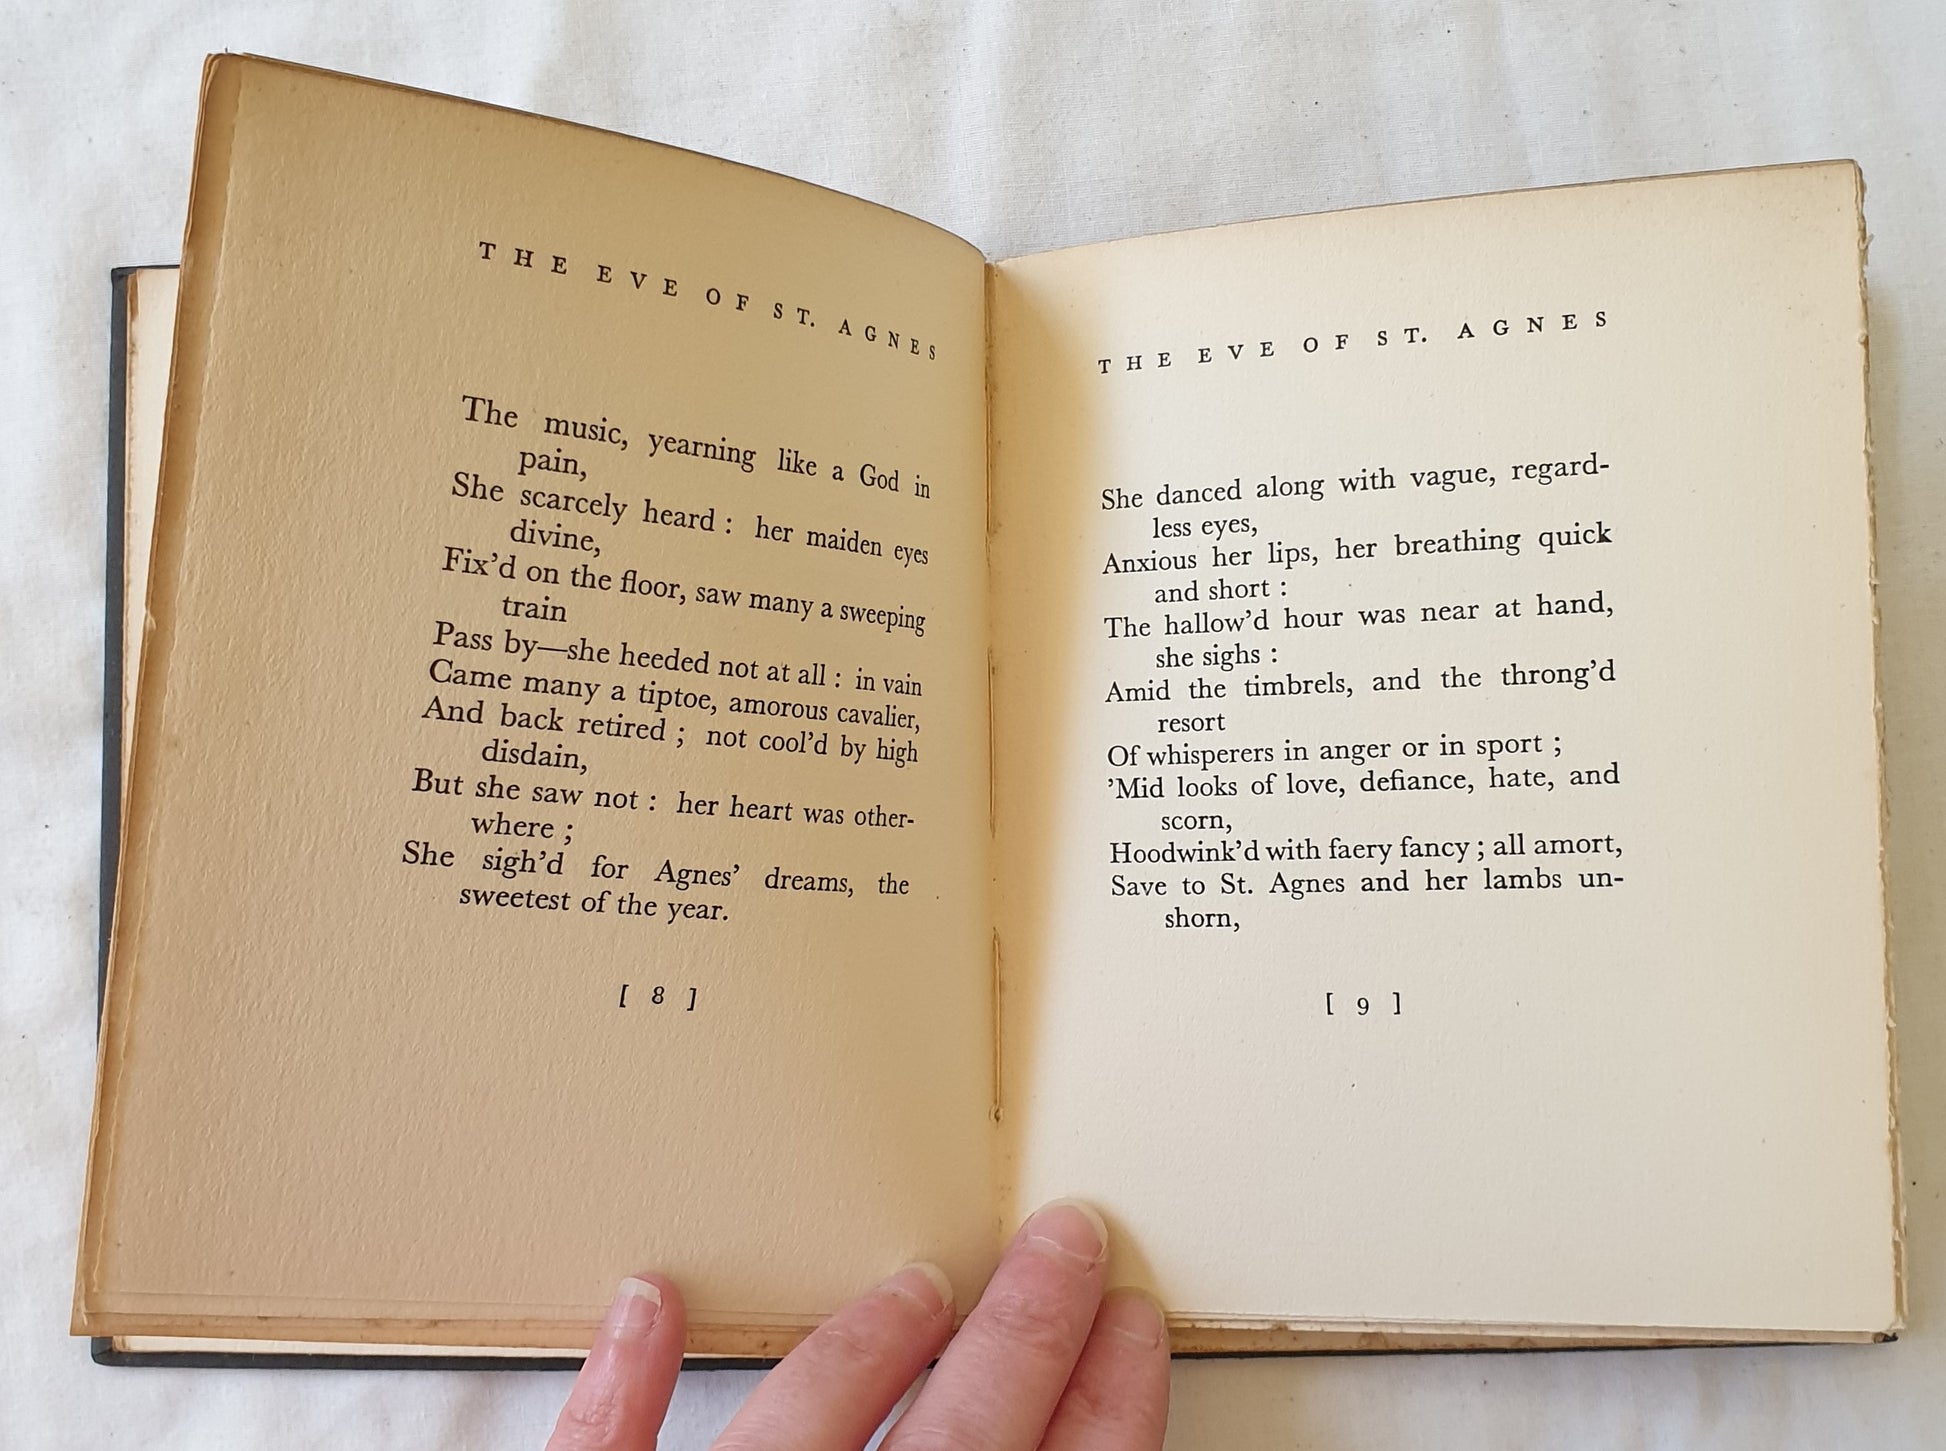 THE EVE OF ST. AGNES
The music, yearning like a God in
pain,
She scarcely heard : her maiden eyes
divine,
Fix’d on the floor, saw many a sweeping
train
Pass by—she heeded not at all : in vain
Came many a tiptoe, amorous cavalier,
And back retired ; not cool’d by high
disdain,
But she saw not : her heart was other-
where ;
She sigh’d for Agnes’ dreams, the
sweetest of the year.
[ 8 ]
THE EVE OF ST. AGNES
She danced along with vague, regard-
less eyes,
Anxious her lips, her breathing quick
and short :
The hallow’d hour was near at hand,
she sighs :
Amid the timbrels, and the throng’d
resort
Of whisperers in anger or in sport ;
’Mid looks of love, defiance, hate, and
scorn,
Hoodwink’d with faery fancy ; all amort,
Save to St. Agnes and her lambs un-
shorn,
[ 9 ]